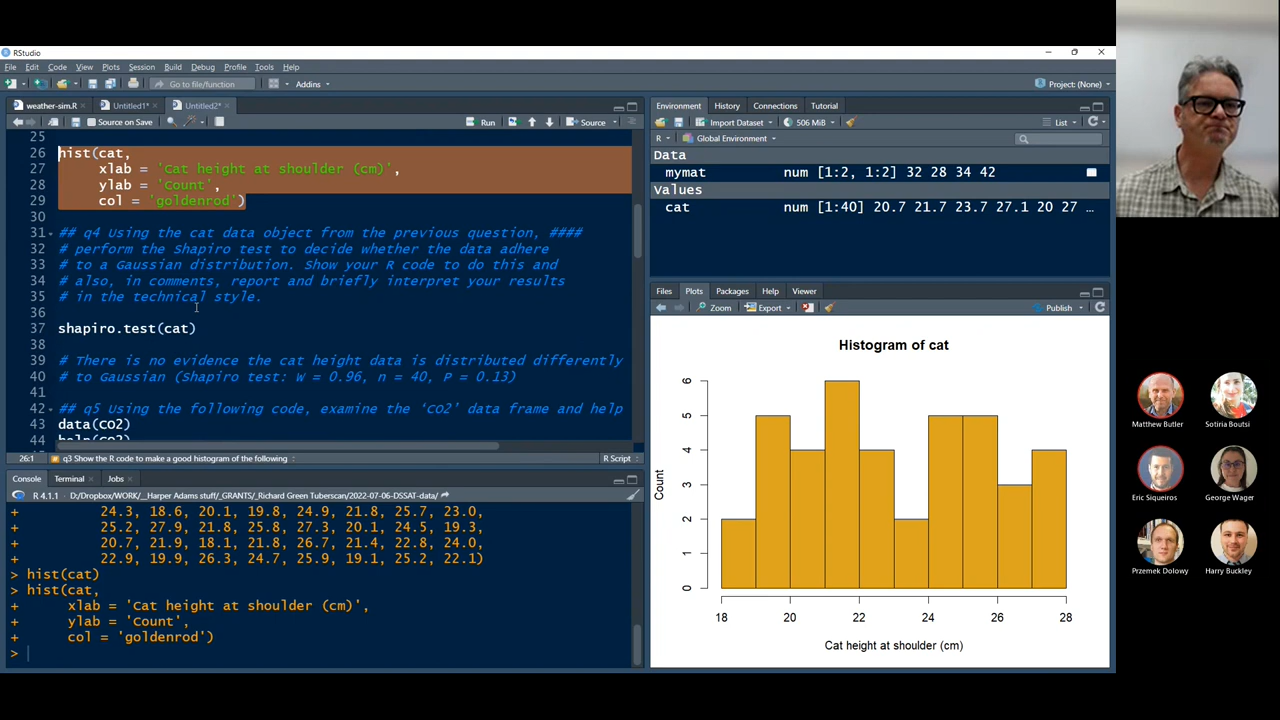 RStudio
File Edit Code View Plots Session Build Debug Profile Tools Help
Go to file/function
Addins
Project: (None)
weather-sim.R
Untitled1*
Untitled2*
Source on Save
Run
Source
25
26 hist(cat,
27 xlab = 'Cat height at shoulder (cm)',
28 ylab = 'Count',
29 col = 'goldenrod')
30
31 ## q4 Using the cat data object from the previous question, ####
32 # perform the Shapiro test to decide whether the data adhere
33 # to a Gaussian distribution. Show your R code to do this and
34 # also, in comments, report and briefly interpret your results
35 # in the technical style.
36
37 shapiro.test(cat)
38
39 # There is no evidence the cat height data is distributed differently
40 # to Gaussian (Shapiro test: W = 0.96, n = 40, P = 0.13)
41
42 ## q5 Using the following code, examine the ‘CO2’ data frame and help
43 data(CO2)
44 help(CO2)
26:1 q3 Show the R code to make a good histogram of the following
R Script
Console Terminal Jobs
R 4.1.1 · D:/Dropbox/WORK/__Harper Adams stuff/_GRANTS/_Richard Green Tuberscan/2022-07-06-DSSAT-data/
+ 24.3, 18.6, 20.1, 19.8, 24.9, 21.8, 25.7, 23.0,
+ 25.2, 27.9, 21.8, 25.8, 27.3, 20.1, 24.5, 19.3,
+ 20.7, 21.9, 18.1, 21.8, 26.7, 21.4, 22.8, 24.0,
+ 22.9, 19.9, 26.3, 24.7, 25.9, 19.1, 25.2, 22.1)
> hist(cat)
> hist(cat,
+ xlab = 'Cat height at shoulder (cm)',
+ ylab = 'Count',
+ col = 'goldenrod')
>
Environment History Connections Tutorial
Import Dataset
506 MiB
List
R
Global Environment
Data
mymat num [1:2, 1:2] 32 28 34 42
Values
cat num [1:40] 20.7 21.7 23.7 27.1 20 27 ...
Files Plots Packages Help Viewer
Zoom Export
Publish
Histogram of cat
Count
6
5
4
3
2
1
0
18 20 22 24 26 28
Cat height at shoulder (cm)
Matthew Butler
Sotiria Boutsi
Eric Siqueiros
George Wager
Przemek Dolowy
Harry Buckley